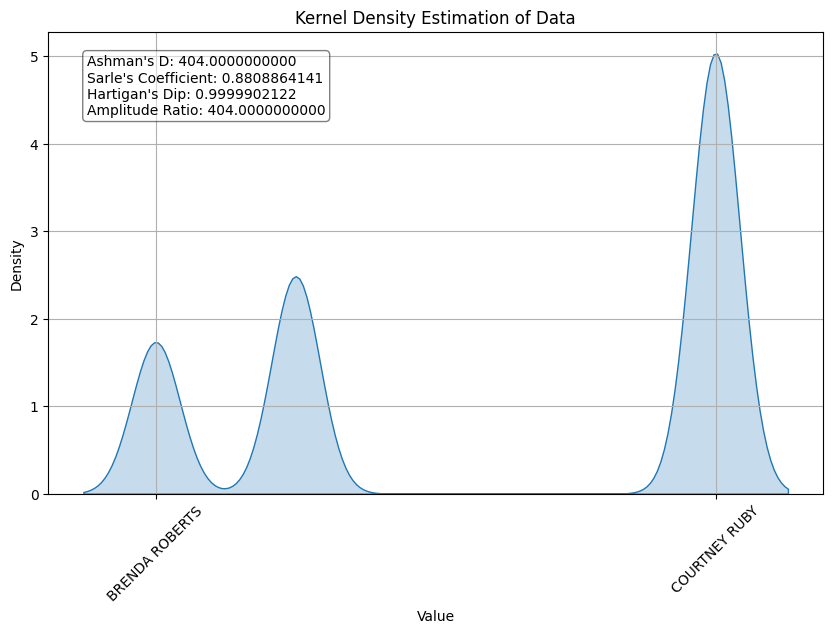 Kernel Density Estimation of Data
Ashman's D: 404.0000000000
Sarle's Coefficient: 0.8808864141
Hartigan's Dip: 0.9999902122
Amplitude Ratio: 404.0000000000
5
4
3
2
1
0
Density
BRENDA ROBERTS
COURTNEY RUBY
Value